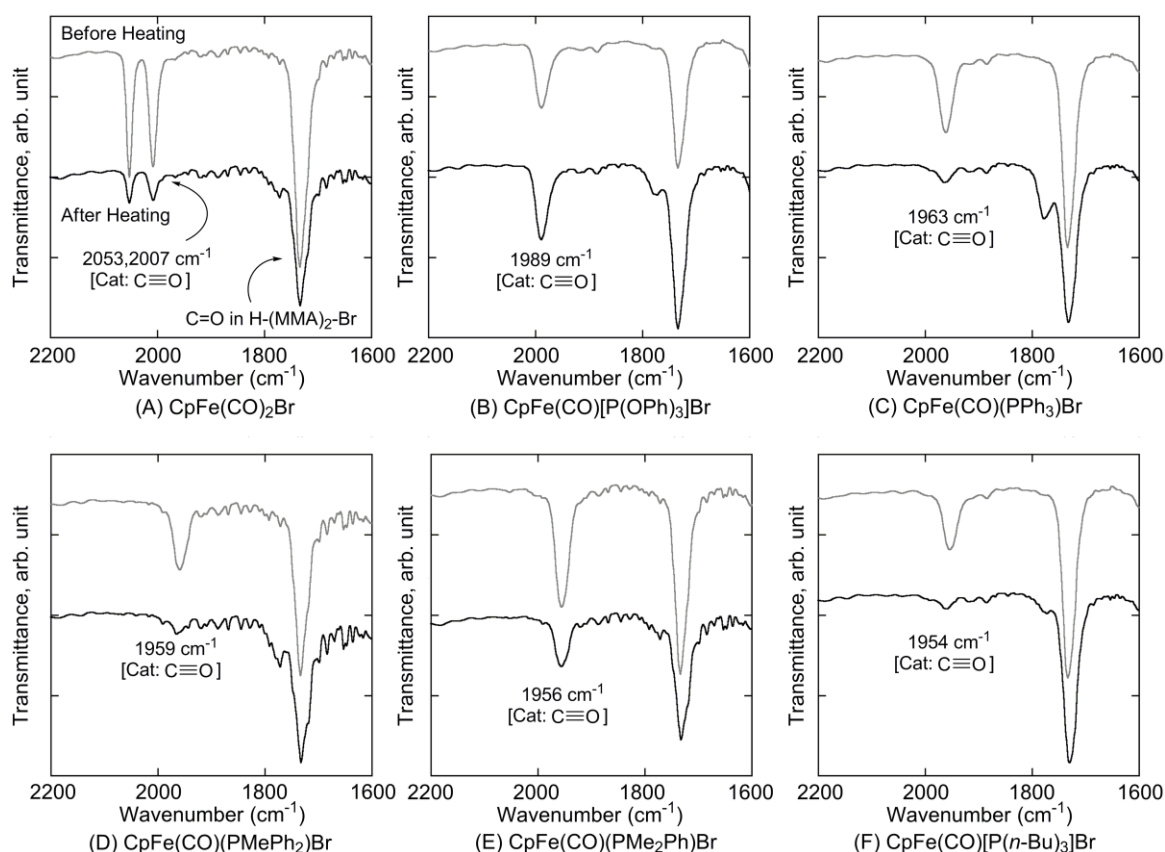 Transmittance, arb. unit
Before Heating
After Heating
2053,2007 cm⁻¹
[Cat: C≡O]
C=O in H-(MMA)₂-Br
2200 2000 1800 1600
Wavenumber (cm⁻¹)
(A) CpFe(CO)₂Br
Transmittance, arb. unit
1989 cm⁻¹
[Cat: C≡O]
2200 2000 1800 1600
Wavenumber (cm⁻¹)
(B) CpFe(CO)[P(OPh)₃]Br
Transmittance, arb. unit
1963 cm⁻¹
[Cat: C≡O]
2200 2000 1800 1600
Wavenumber (cm⁻¹)
(C) CpFe(CO)(PPh₃)Br
Transmittance, arb. unit
1959 cm⁻¹
[Cat: C≡O]
2200 2000 1800 1600
Wavenumber (cm⁻¹)
(D) CpFe(CO)(PMePh₂)Br
Transmittance, arb. unit
1956 cm⁻¹
[Cat: C≡O]
2200 2000 1800 1600
Wavenumber (cm⁻¹)
(E) CpFe(CO)(PMe₂Ph)Br
Transmittance, arb. unit
1954 cm⁻¹
[Cat: C≡O]
2200 2000 1800 1600
Wavenumber (cm⁻¹)
(F) CpFe(CO)[P(n-Bu)₃]Br